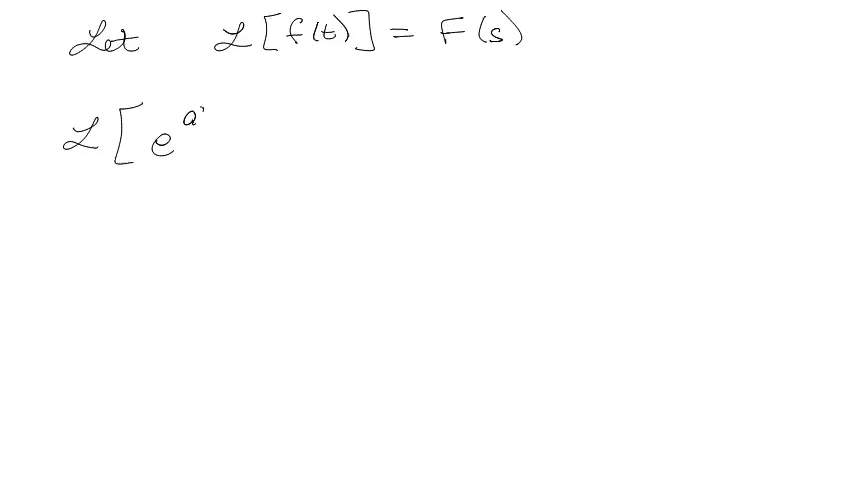 Let ℒ[f(t)] = F(s)
ℒ[e^a